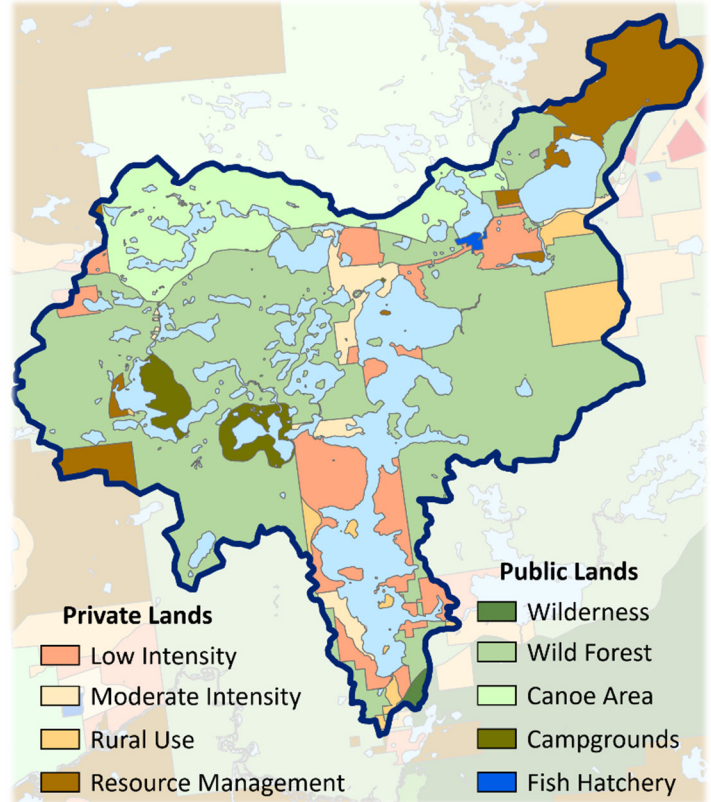 Private Lands
Low Intensity
Moderate Intensity
Rural Use
Resource Management
Public Lands
Wilderness
Wild Forest
Canoe Area
Campgrounds
Fish Hatchery